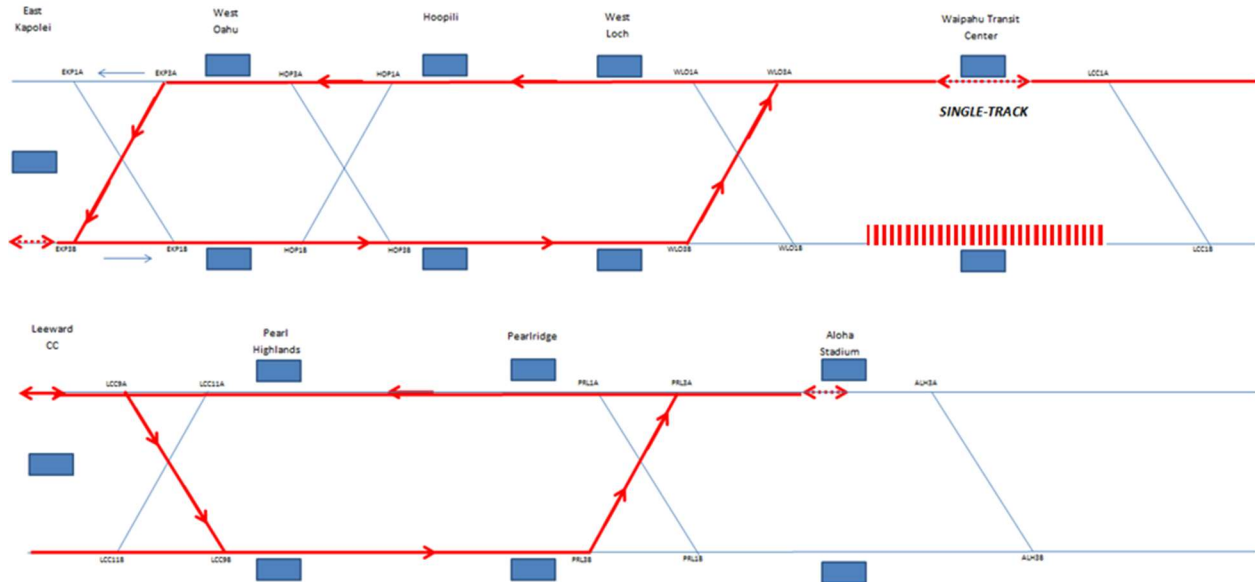 East
Kapolei
West
Oahu
Hoopili
West
Loch
Waipahu Transit
Center
EKP1A
EKP3A
HOP3A
HOP1A
WLO1A
WLO3A
LCC1A
SINGLE-TRACK
EKP3B
EKP1B
HOP1B
HOP3B
WLO3B
WLO1B
LCC1B
Leeward
CC
Pearl
Highlands
Pearlridge
Aloha
Stadium
LCC9A
LCC11A
PRL1A
PRL3A
ALH3A
LCC11B
LCC9B
PRL3B
PRL1B
ALH3B